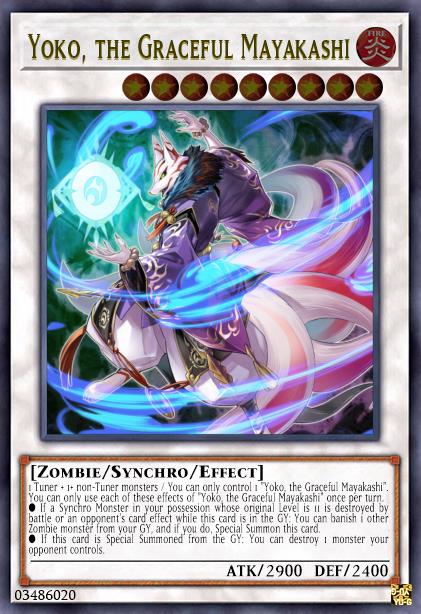 YOKO, THE GRACEFUL MAYAKASHI
FIRE
炎
[ZOMBIE/SYNCHRO/EFFECT]
1 Tuner + 1+ non-Tuner monsters / You can only control 1 "Yoko, the Graceful Mayakashi".
You can only use each of these effects of "Yoko, the Graceful Mayakashi" once per turn.
● If a Synchro Monster in your possession whose original Level is 11 is destroyed by
battle or an opponent's card effect while this card is in the GY: You can banish 1 other
Zombie monster from your GY, and if you do, Special Summon this card.
● If this card is Special Summoned from the GY: You can destroy 1 monster your
opponent controls.
ATK/2900 DEF/2400
03486020